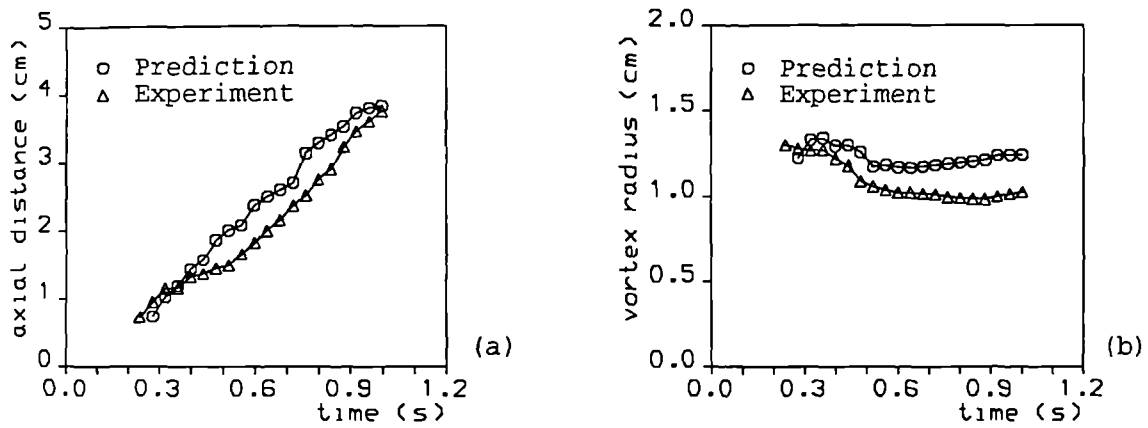 5
4
3
2
1
0
axial distance (cm)
Prediction
Experiment
0.0 0.3 0.6 0.9 1.2
time (s)
(a)
2.0
1.5
1.0
0.5
0.0
vortex radius (cm)
Prediction
Experiment
0.0 0.3 0.6 0.9 1.2
time (s)
(b)